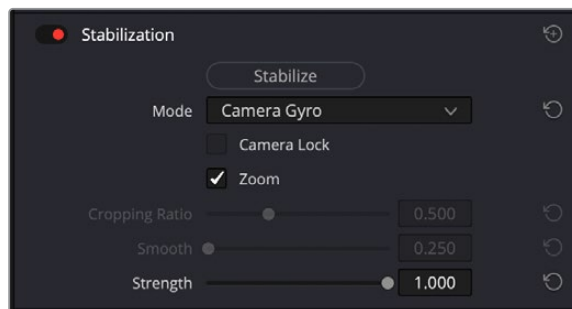 Stabilization
Stabilize
Mode Camera Gyro
Camera Lock
Zoom
Cropping Ratio 0.500
Smooth 0.250
Strength 1.000